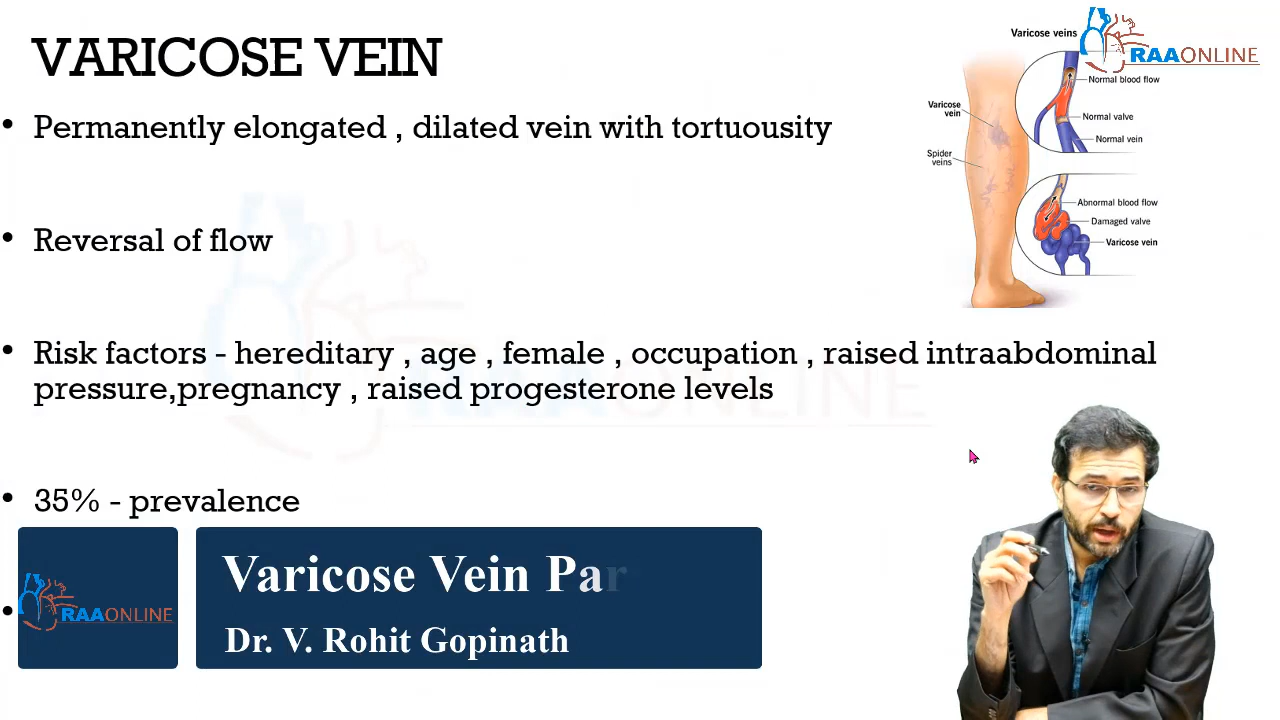 VARICOSE VEIN
• Permanently elongated , dilated vein with tortuousity
• Reversal of flow
• Risk factors - hereditary , age , female , occupation , raised intraabdominal
pressure,pregnancy , raised progesterone levels
• 35% - prevalence
•
Varicose veins
RAAONLINE
Normal blood flow
Varicose
vein
Normal valve
Normal vein
Spider
veins
Abnormal blood flow
Damaged valve
Varicose vein
RAAONLINE
RAAONLINE
Varicose Vein Par
Dr. V. Rohit Gopinath